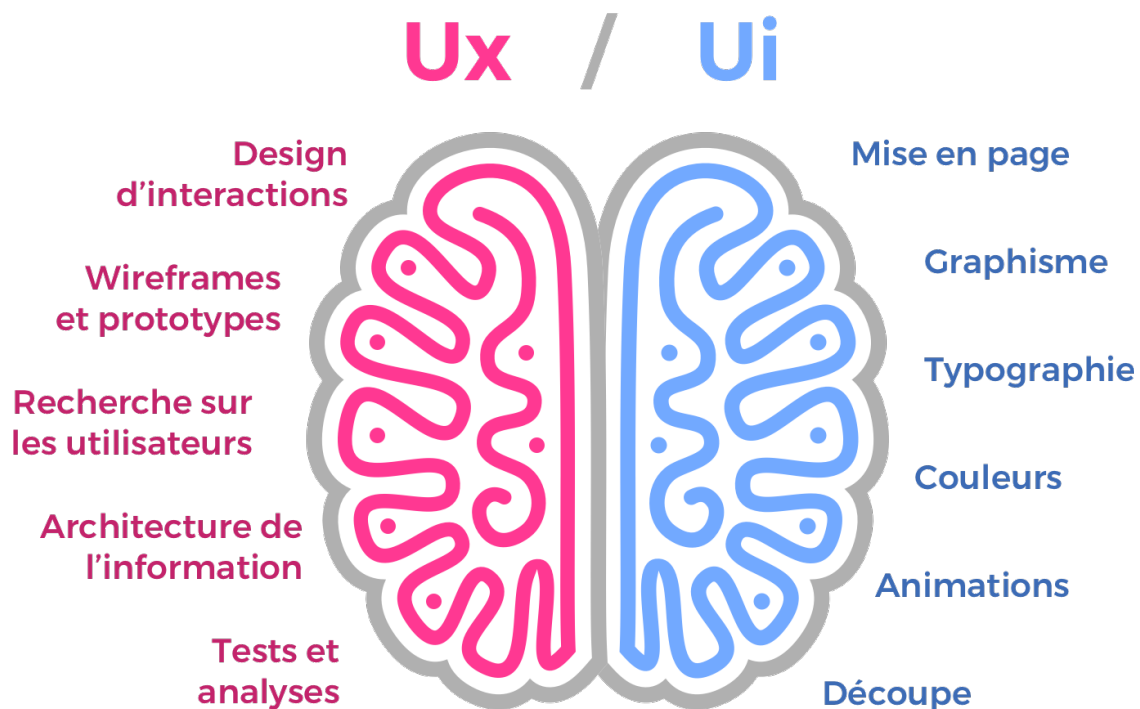 Ux / Ui
Design
d’interactions
Wireframes
et prototypes
Recherche sur
les utilisateurs
Architecture de
l’information
Tests et
analyses
Mise en page
Graphisme
Typographie
Couleurs
Animations
Découpe